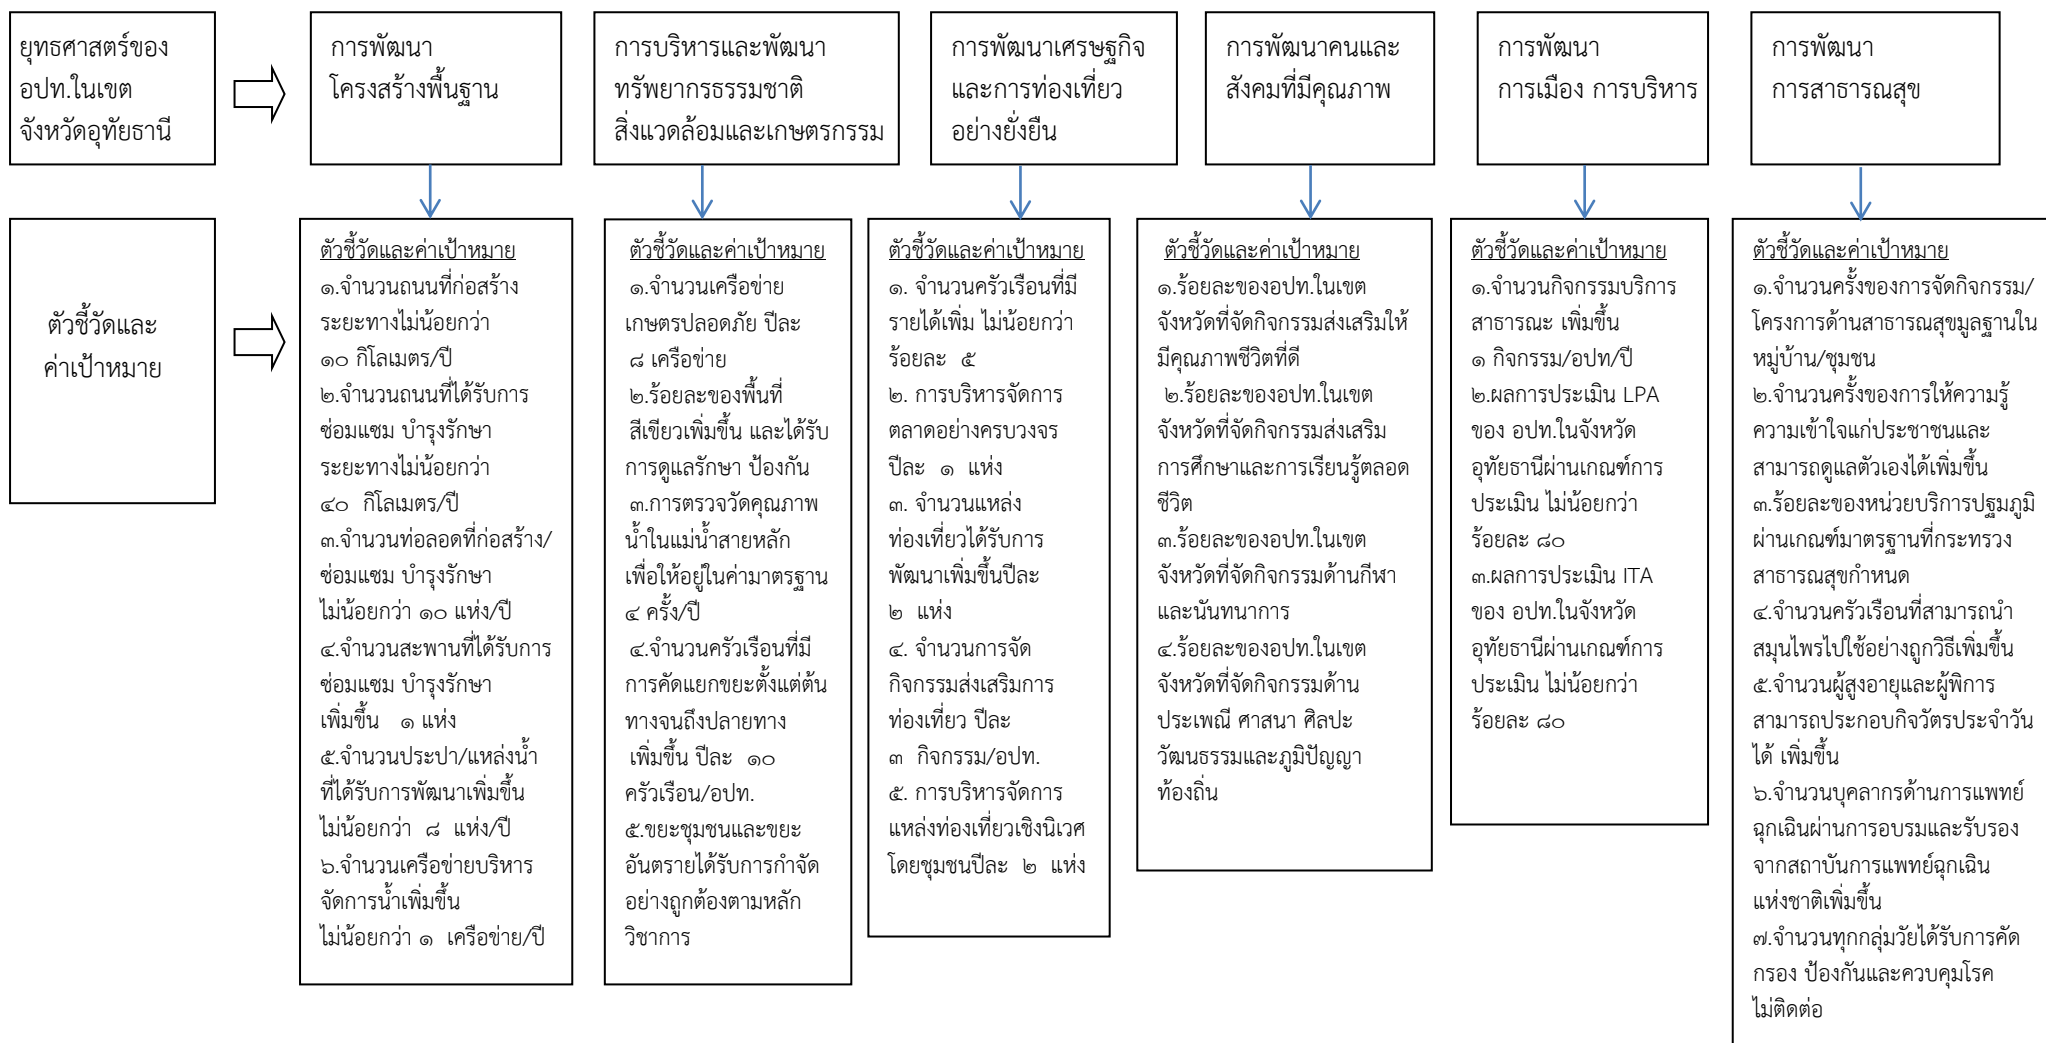 ยุทธศาสตร์ของ
อปท.ในเขต
จังหวัดอุทัยธานี
การพัฒนา
โครงสร้างพื้นฐาน
การบริหารและพัฒนา
ทรัพยากรธรรมชาติ
สิ่งแวดล้อมและเกษตรกรรม
การพัฒนาเศรษฐกิจ
และการท่องเที่ยว
อย่างยั่งยืน
การพัฒนาคนและ
สังคมที่มีคุณภาพ
การพัฒนา
การเมือง การบริหาร
การพัฒนา
การสาธารณสุข
ตัวชี้วัดและ
ค่าเป้าหมาย
ตัวชี้วัดและค่าเป้าหมาย
๑.จำนวนถนนที่ก่อสร้าง
ระยะทางไม่น้อยกว่า
๑๐ กิโลเมตร/ปี
๒.จำนวนถนนที่ได้รับการ
ซ่อมแซม บำรุงรักษา
ระยะทางไม่น้อยกว่า
๔๐ กิโลเมตร/ปี
๓.จำนวนท่อลอดที่ก่อสร้าง/
ซ่อมแซม บำรุงรักษา
ไม่น้อยกว่า ๑๐ แห่ง/ปี
๔.จำนวนสะพานที่ได้รับการ
ซ่อมแซม บำรุงรักษา
เพิ่มขึ้น ๑ แห่ง
๕.จำนวนประปา/แหล่งน้ำ
ที่ได้รับการพัฒนาเพิ่มขึ้น
ไม่น้อยกว่า ๘ แห่ง/ปี
๖.จำนวนเครือข่ายบริหาร
จัดการน้ำเพิ่มขึ้น
ไม่น้อยกว่า ๑ เครือข่าย/ปี
ตัวชี้วัดและค่าเป้าหมาย
๑.จำนวนเครือข่าย
เกษตรปลอดภัย ปีละ
๘ เครือข่าย
๒.ร้อยละของพื้นที่
สีเขียวเพิ่มขึ้น และได้รับ
การดูแลรักษา ป้องกัน
๓.การตรวจวัดคุณภาพ
น้ำในแม่น้ำสายหลัก
เพื่อให้อยู่ในค่ามาตรฐาน
๔ ครั้ง/ปี
๔.จำนวนครัวเรือนที่มี
การคัดแยกขยะตั้งแต่ต้น
ทางจนถึงปลายทาง
เพิ่มขึ้น ปีละ ๑๐
ครัวเรือน/อปท.
๕.ขยะชุมชนและขยะ
อันตรายได้รับการกำจัด
อย่างถูกต้องตามหลัก
วิชาการ
ตัวชี้วัดและค่าเป้าหมาย
๑. จำนวนครัวเรือนที่มี
รายได้เพิ่ม ไม่น้อยกว่า
ร้อยละ ๕
๒. การบริหารจัดการ
ตลาดอย่างครบวงจร
ปีละ ๑ แห่ง
๓. จำนวนแหล่ง
ท่องเที่ยวได้รับการ
พัฒนาเพิ่มขึ้นปีละ
๒ แห่ง
๔. จำนวนการจัด
กิจกรรมส่งเสริมการ
ท่องเที่ยว ปีละ
๓ กิจกรรม/อปท.
๕. การบริหารจัดการ
แหล่งท่องเที่ยวเชิงนิเวศ
โดยชุมชนปีละ ๒ แห่ง
ตัวชี้วัดและค่าเป้าหมาย
๑.ร้อยละของอปท.ในเขต
จังหวัดที่จัดกิจกรรมส่งเสริมให้
มีคุณภาพชีวิตที่ดี
๒.ร้อยละของอปท.ในเขต
จังหวัดที่จัดกิจกรรมส่งเสริม
การศึกษาและการเรียนรู้ตลอด
ชีวิต
๓.ร้อยละของอปท.ในเขต
จังหวัดที่จัดกิจกรรมด้านกีฬา
และนันทนาการ
๔.ร้อยละของอปท.ในเขต
จังหวัดที่จัดกิจกรรมด้าน
ประเพณี ศาสนา ศิลปะ
วัฒนธรรมและภูมิปัญญา
ท้องถิ่น
ตัวชี้วัดและค่าเป้าหมาย
๑.จำนวนกิจกรรมบริการ
สาธารณะ เพิ่มขึ้น
๑ กิจกรรม/อปท/ปี
๒.ผลการประเมิน LPA
ของ อปท.ในจังหวัด
อุทัยธานีผ่านเกณฑ์การ
ประเมิน ไม่น้อยกว่า
ร้อยละ ๘๐
๓.ผลการประเมิน ITA
ของ อปท.ในจังหวัด
อุทัยธานีผ่านเกณฑ์การ
ประเมิน ไม่น้อยกว่า
ร้อยละ ๘๐
ตัวชี้วัดและค่าเป้าหมาย
๑.จำนวนครั้งของการจัดกิจกรรม/
โครงการด้านสาธารณสุขมูลฐานใน
หมู่บ้าน/ชุมชน
๒.จำนวนครั้งของการให้ความรู้
ความเข้าใจแก่ประชาชนและ
สามารถดูแลตัวเองได้เพิ่มขึ้น
๓.ร้อยละของหน่วยบริการปฐมภูมิ
ผ่านเกณฑ์มาตรฐานที่กระทรวง
สาธารณสุขกำหนด
๔.จำนวนครัวเรือนที่สามารถนำ
สมุนไพรไปใช้อย่างถูกวิธีเพิ่มขึ้น
๕.จำนวนผู้สูงอายุและผู้พิการ
สามารถประกอบกิจวัตรประจำวัน
ได้ เพิ่มขึ้น
๖.จำนวนบุคลากรด้านการแพทย์
ฉุกเฉินผ่านการอบรมและรับรอง
จากสถาบันการแพทย์ฉุกเฉิน
แห่งชาติเพิ่มขึ้น
๗.จำนวนทุกกลุ่มวัยได้รับการคัด
กรอง ป้องกันและควบคุมโรค
ไม่ติดต่อ